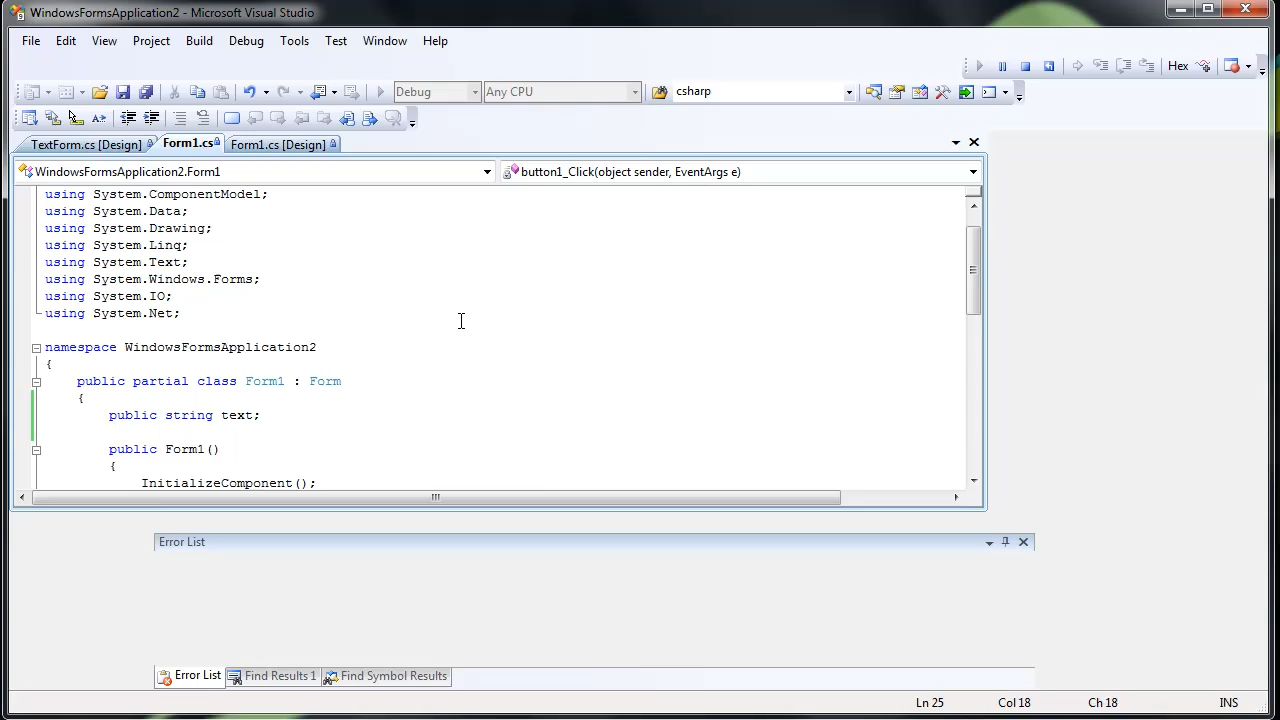 WindowsFormsApplication2 - Microsoft Visual Studio
File Edit View Project Build Debug Tools Test Window Help
Hex
Debug Any CPU csharp
TextForm.cs [Design] Form1.cs Form1.cs [Design]
WindowsFormsApplication2.Form1 button1_Click(object sender, EventArgs e)
using System.ComponentModel;
using System.Data;
using System.Drawing;
using System.Linq;
using System.Text;
using System.Windows.Forms;
using System.IO;
using System.Net;
namespace WindowsFormsApplication2
{
public partial class Form1 : Form
{
public string text;
public Form1()
{
InitializeComponent();
Error List
Error List Find Results 1 Find Symbol Results
Ln 25 Col 18 Ch 18 INS